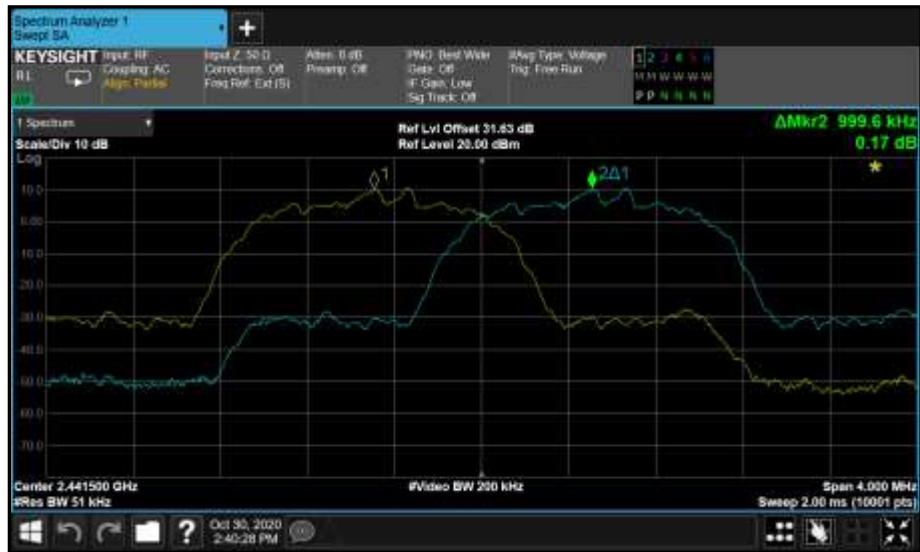 Spectrum Analyzer 1
Swept SA
KEYSIGHT
Input: RF
Coupling: AC
Align: Partial
Input Z: 50 Ω
Corrections: Off
Freq Ref: Ext (S)
Atten: 0 dB
Preamp: Off
PNO: Best Wide
Gate: Off
IF Gain: Low
Sig Track: Off
#Avg Type: Voltage
Trig: Free Run
1 2 3 4 5 6
M M W W W W
P P N N N N
1 Spectrum
Scale/Div 10 dB
Log
Ref Lvl Offset 31.63 dB
Ref Level 20.00 dBm
ΔMkr2 999.6 kHz
0.17 dB
1
2Δ1
*
10.0
0.00
-10.0
-20.0
-30.0
-40.0
-50.0
-60.0
-70.0
Center 2.441500 GHz
#Res BW 51 kHz
#Video BW 200 kHz
Span 4.000 MHz
Sweep 2.00 ms (10001 pts)
?
Oct 30, 2020
2:40:28 PM